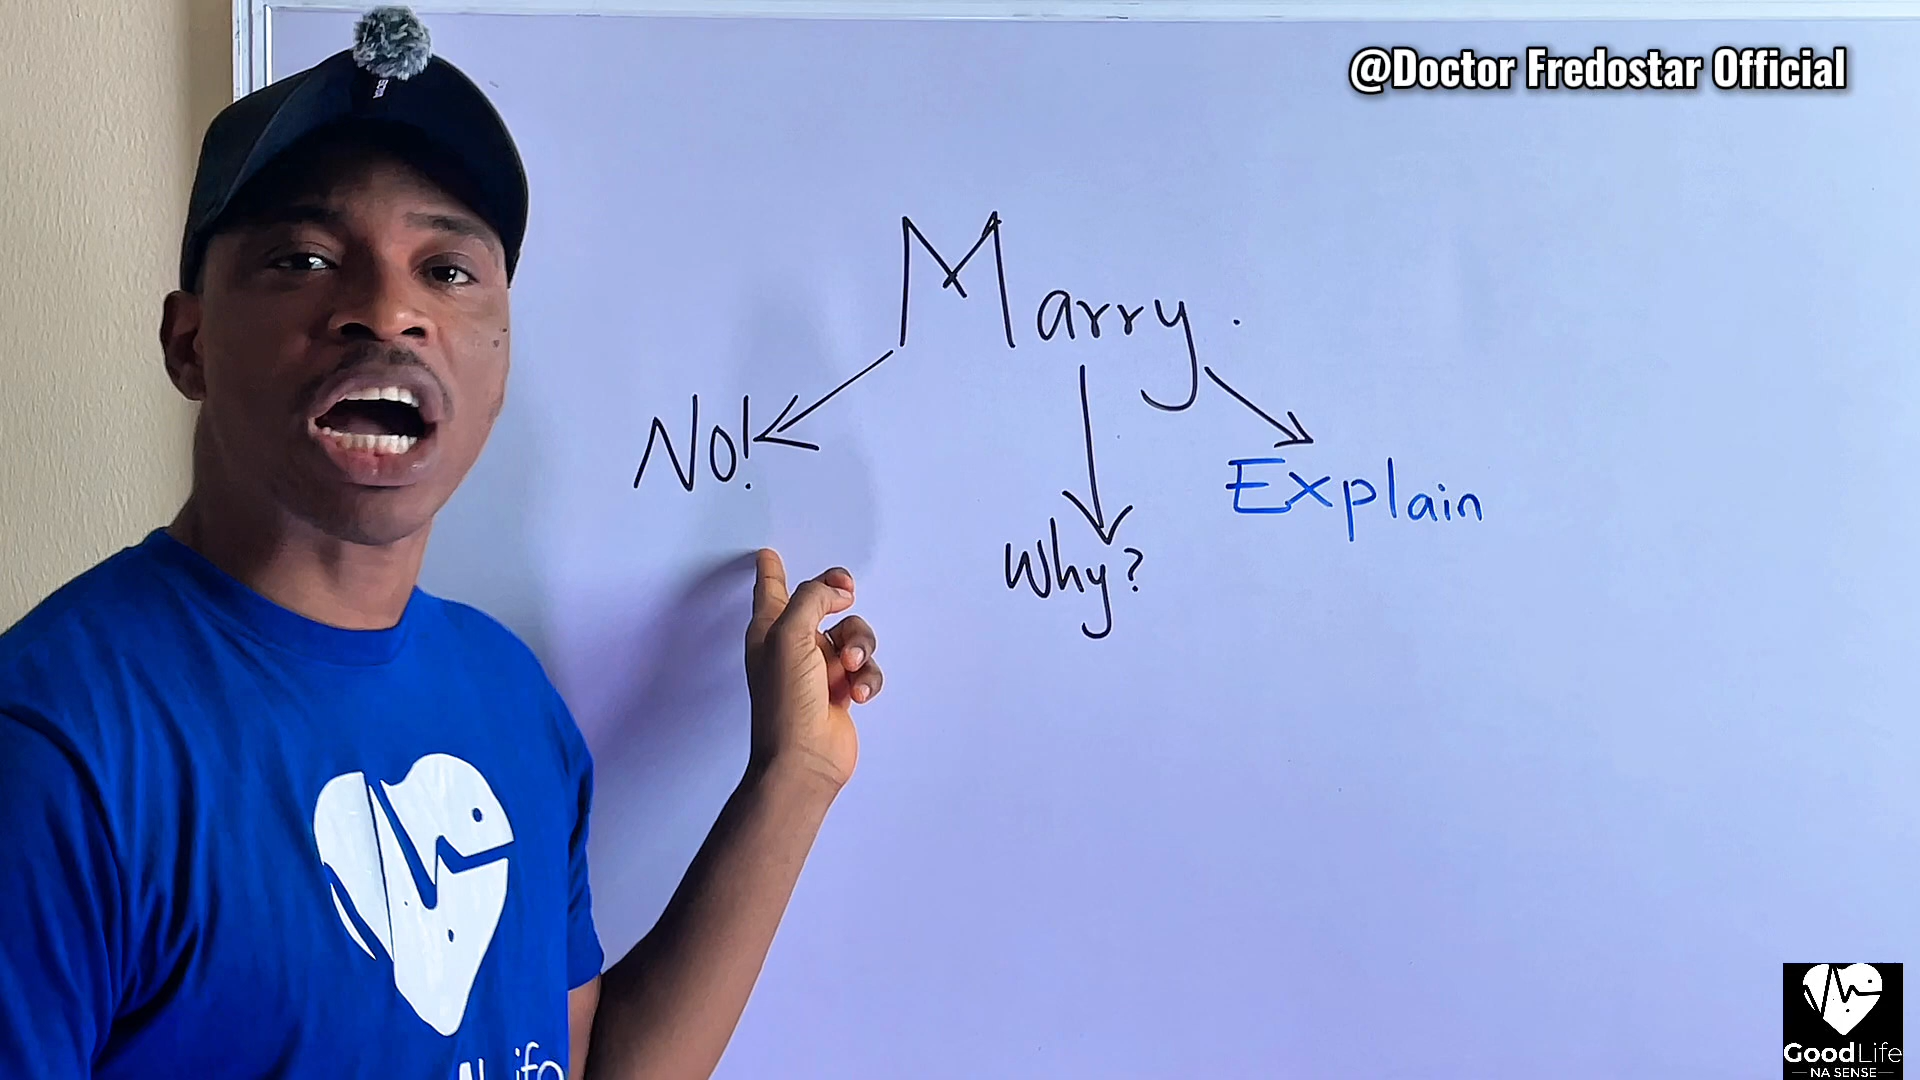 @Doctor Fredostar Official
Marry.
No!
Explain
Why?
GoodLife
NA SENSE